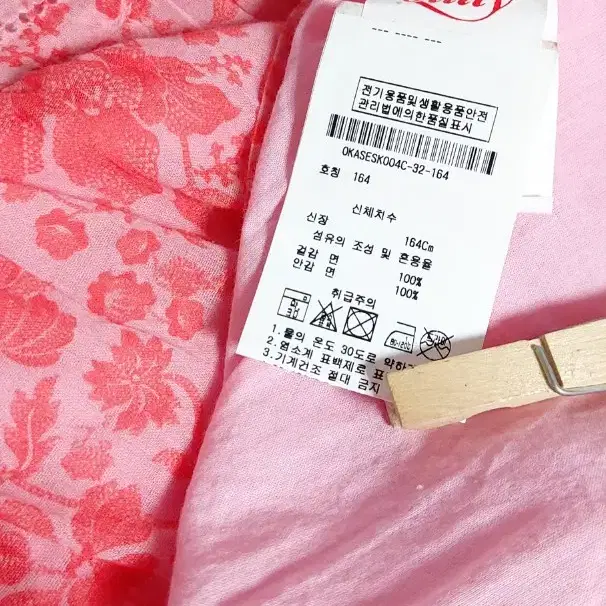 ---- ---- ----
전기용품및생활용품안전
관리법에의한품질표시
OKASESK004C-32-164
호칭 164
신체치수
신장 164Cm
섬유의 조성 및 혼용율
겉감 면 100%
안감 면 100%
취급주의
1.물의 온도 30도로 약하
2.염소계 표백제로 표
3.기계건조 절대 금지